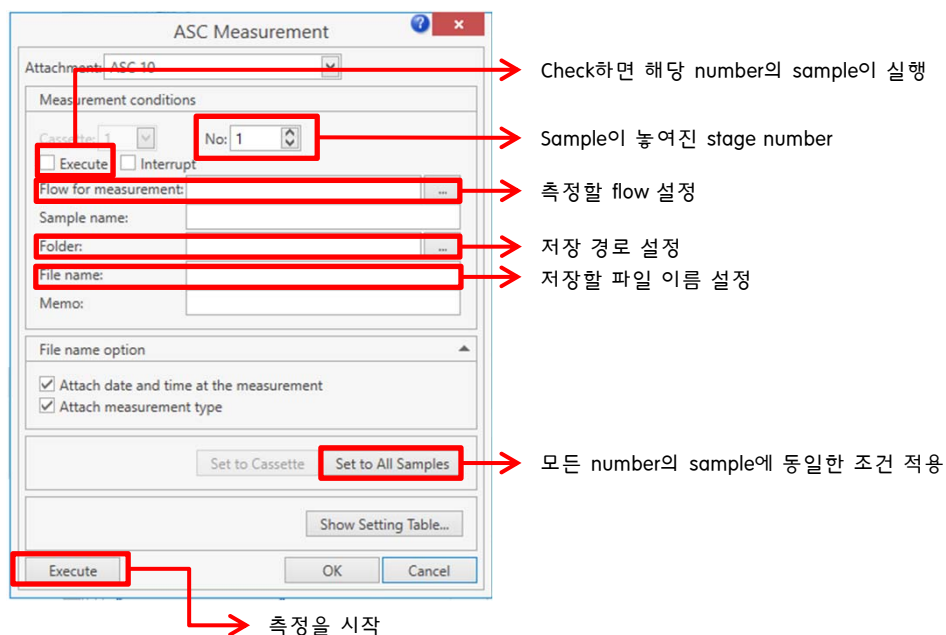 ASC Measurement
Attachment: ASC 10
Check하면 해당 number의 sample이 실행
Measurement conditions
Cassette: 1 No: 1
Sample이 놓여진 stage number
Execute Interrupt
Flow for measurement: ...
측정할 flow 설정
Sample name:
Folder: ...
저장 경로 설정
File name:
저장할 파일 이름 설정
Memo:
File name option
Attach date and time at the measurement
Attach measurement type
Set to Cassette Set to All Samples
모든 number의 sample에 동일한 조건 적용
Show Setting Table...
Execute OK Cancel
측정을 시작